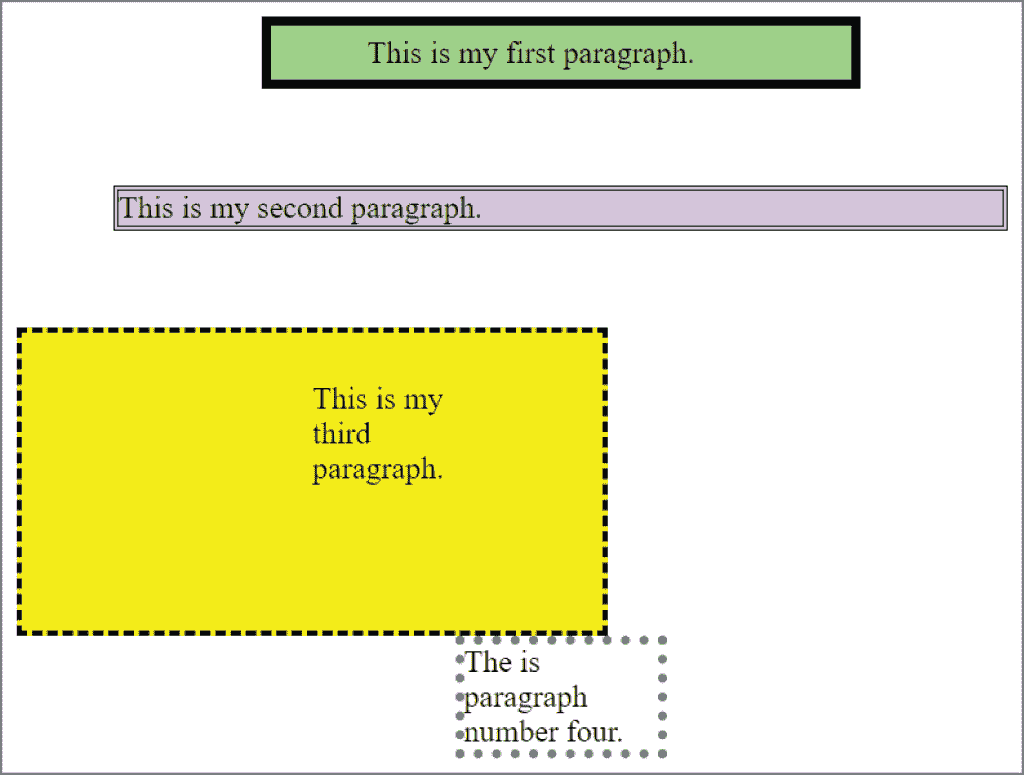 This is my first paragraph.
This is my second paragraph.
This is my
third
paragraph.
The is
paragraph
number four.